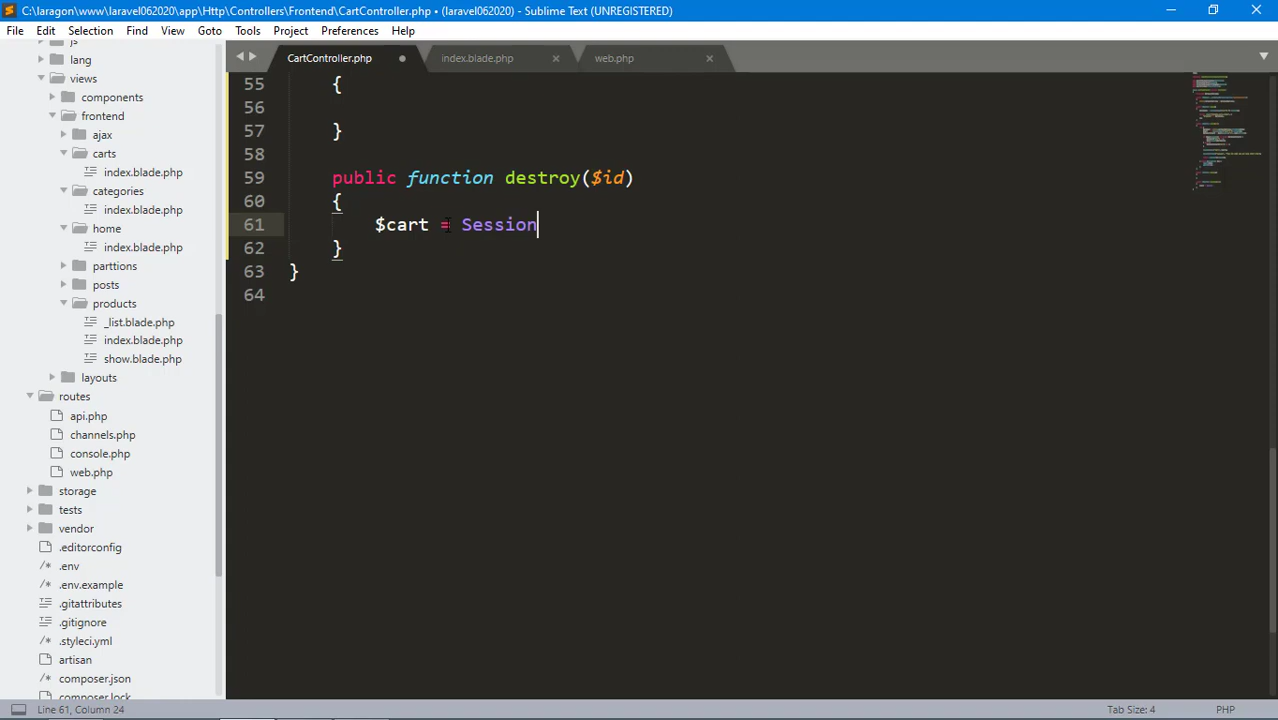 C:\laragon\www\laravel062020\app\Http\Controllers\Frontend\CartController.php • (laravel062020) - Sublime Text (UNREGISTERED)
File Edit Selection Find View Goto Tools Project Preferences Help
CartController.php index.blade.php web.php
js
lang
views
components
frontend
ajax
carts
index.blade.php
categories
index.blade.php
home
index.blade.php
parttions
posts
products
_list.blade.php
index.blade.php
show.blade.php
layouts
routes
api.php
channels.php
console.php
web.php
storage
tests
vendor
.editorconfig
.env
.env.example
.gitattributes
.gitignore
.styleci.yml
artisan
composer.json
composer.lock
55 {
56
57 }
58
59 public function destroy($id)
60 {
61 $cart = Session
62 }
63 }
64
Line 61, Column 24 Tab Size: 4 PHP